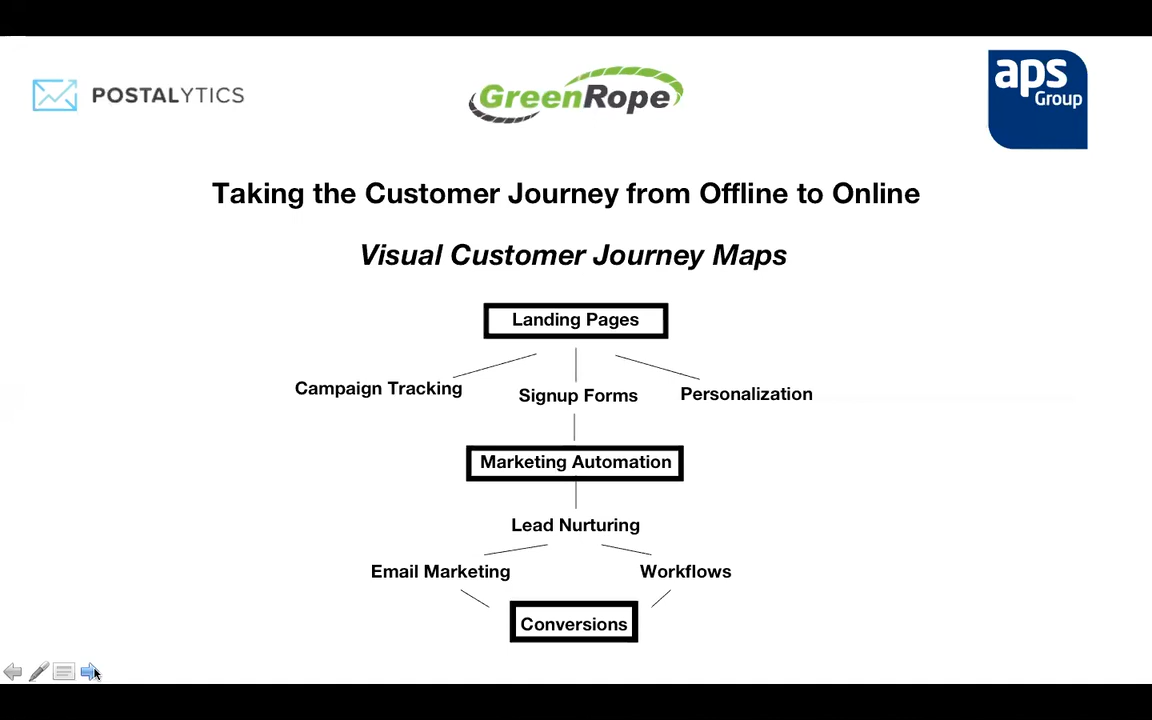 POSTALYTICS
GreenRope
aps
Group
Taking the Customer Journey from Offline to Online
Visual Customer Journey Maps
Landing Pages
Campaign Tracking
Signup Forms
Personalization
Marketing Automation
Lead Nurturing
Email Marketing
Workflows
Conversions